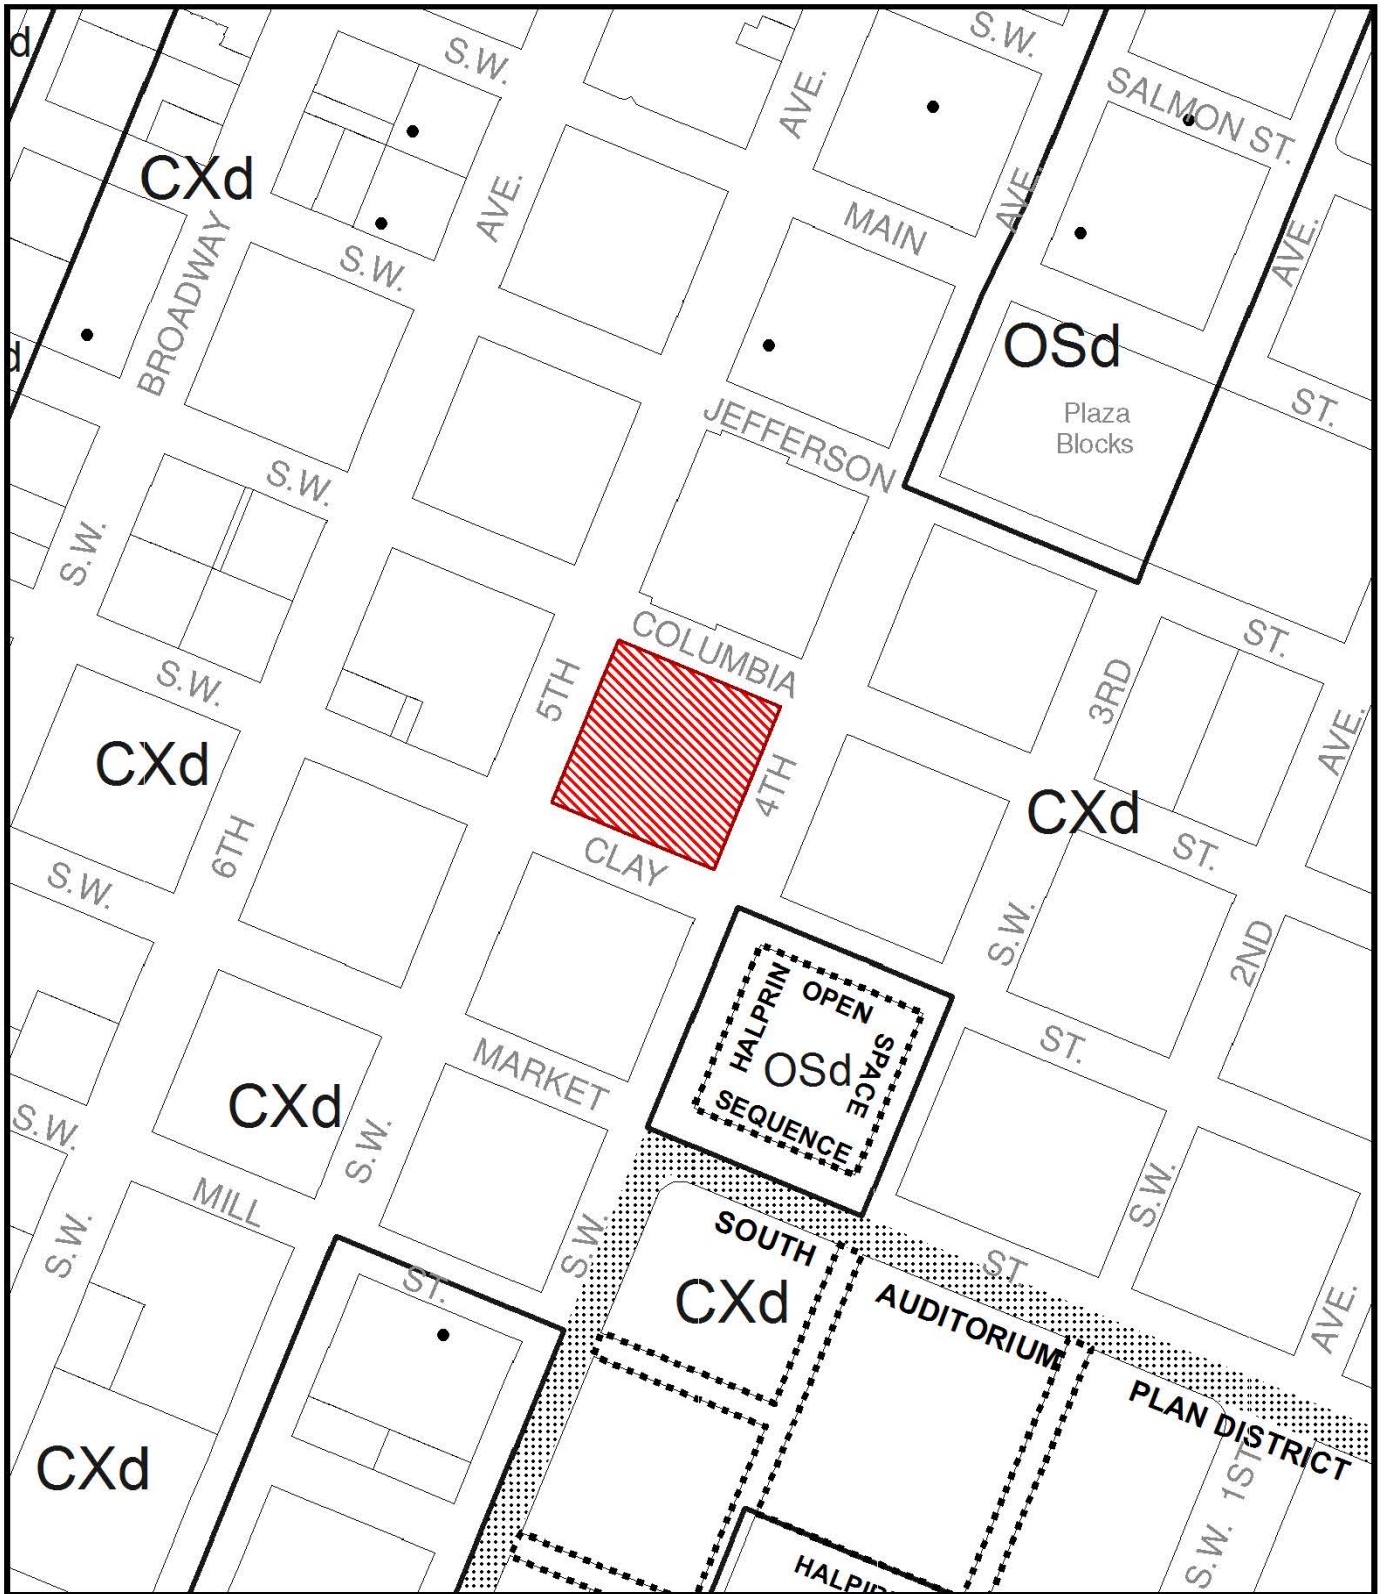 d
S.W.
AVE.
S.W.
SALMON ST.
CXd
AVE.
AVE.
MAIN
AVE.
S.W.
BROADWAY
OSd
d
Plaza
Blocks
ST.
JEFFERSON
S.W.
S.W.
COLUMBIA
ST.
S.W.
5TH
3RD
AVE.
CXd
4TH
CXd
6TH
CLAY
ST.
S.W.
S.W.
2ND
HALPRIN
OPEN
SPACE
OSd
SEQUENCE
MARKET
ST.
CXd
S.W.
S.W.
MILL
S.W.
S.W.
S.W.
SOUTH
ST.
ST
CXd
AUDITORIUM
AVE.
PLAN DISTRICT
CXd
S.W. 1ST